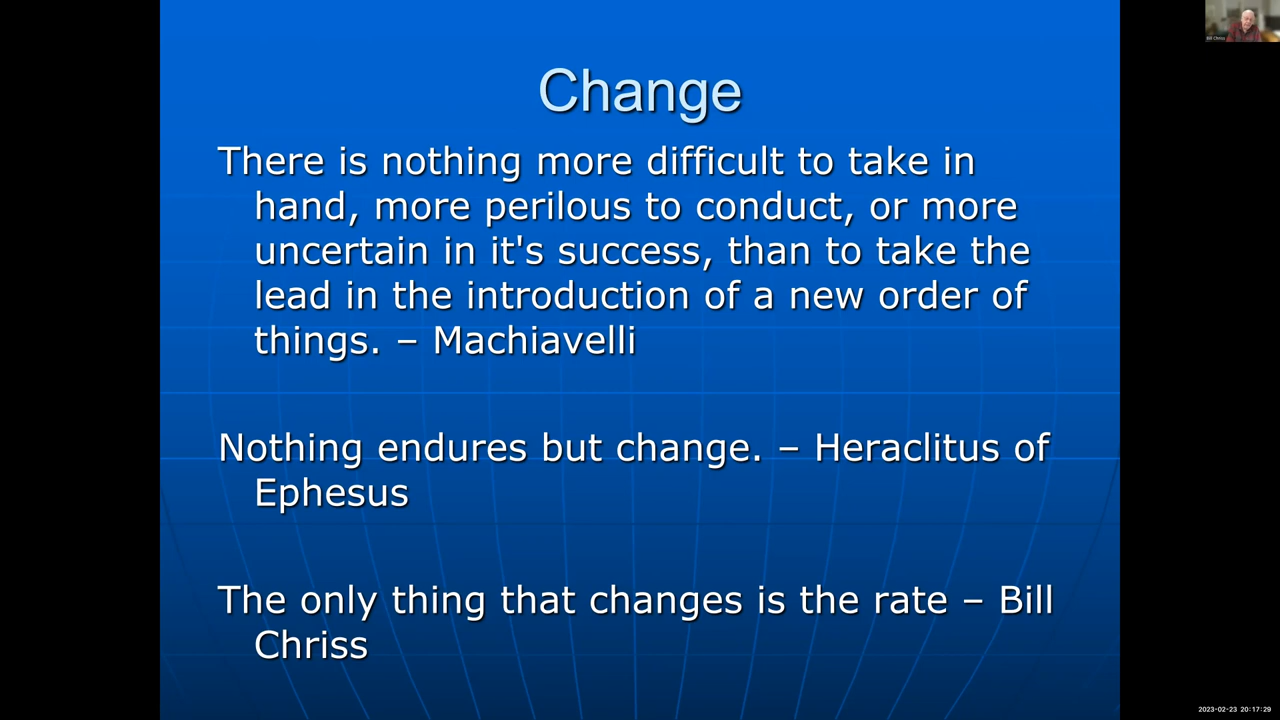 Change
There is nothing more difficult to take in
hand, more perilous to conduct, or more
uncertain in it's success, than to take the
lead in the introduction of a new order of
things. – Machiavelli
Nothing endures but change. – Heraclitus of
Ephesus
The only thing that changes is the rate – Bill
Chriss
Bill Chriss
2023-02-23 20:17:29